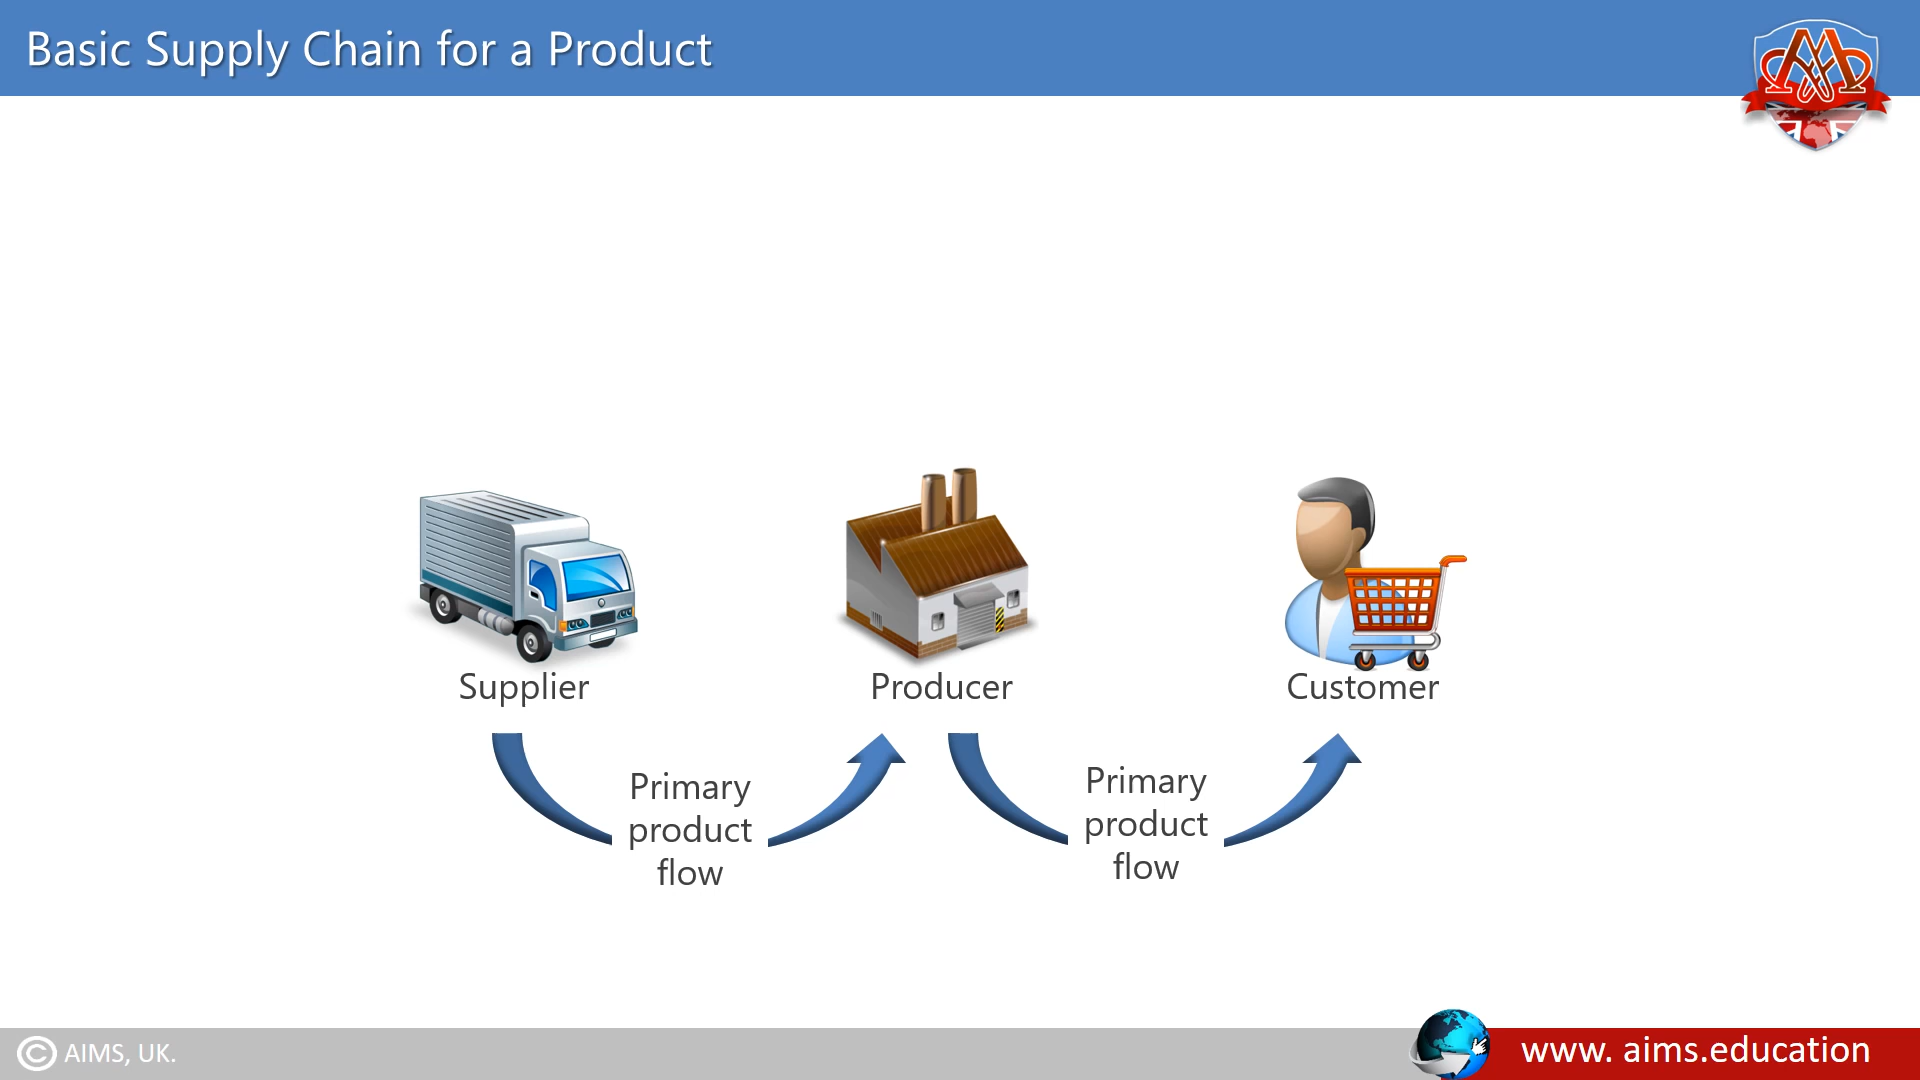 Basic Supply Chain for a Product
Supplier
Producer
Customer
Primary
product
flow
Primary
product
flow
© AIMS, UK.
www. aims.education